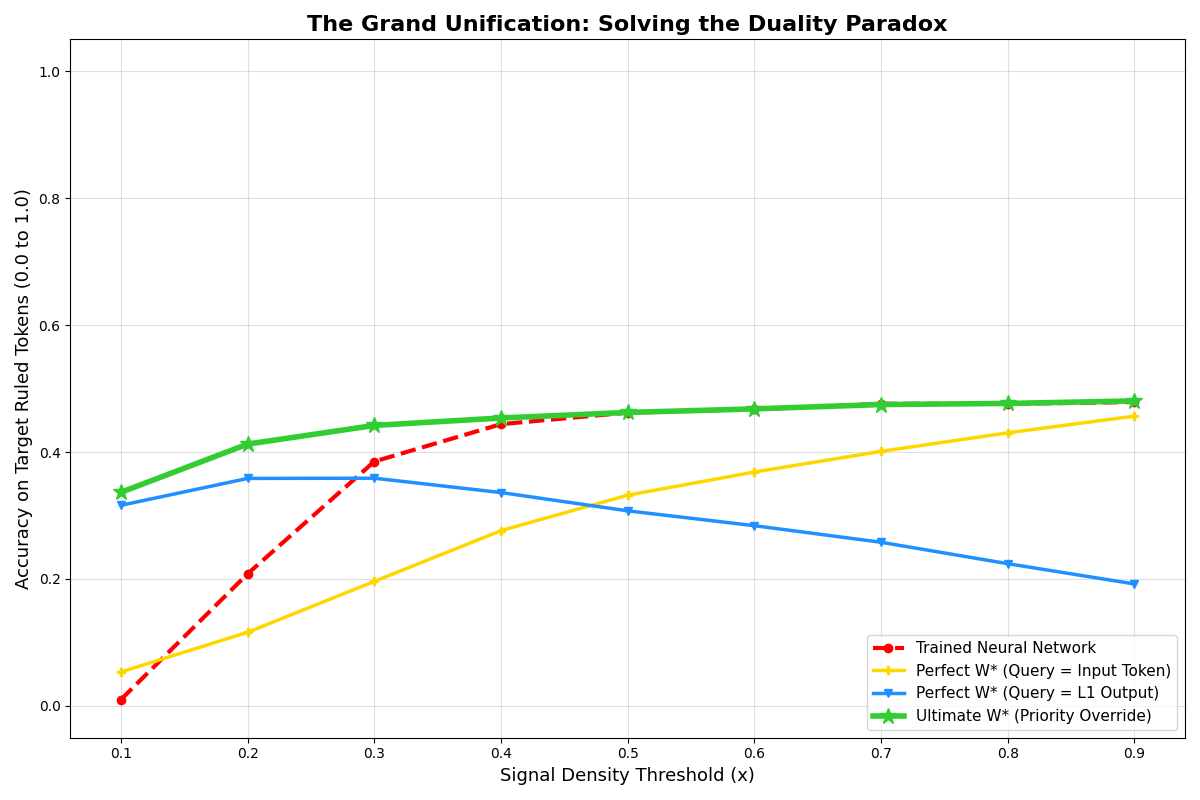 The Grand Unification: Solving the Duality Paradox
Accuracy on Target Ruled Tokens (0.0 to 1.0)
1.0
0.8
0.6
0.4
0.2
0.0
0.1 0.2 0.3 0.4 0.5 0.6 0.7 0.8 0.9
Signal Density Threshold (x)
Trained Neural Network
Perfect W* (Query = Input Token)
Perfect W* (Query = L1 Output)
Ultimate W* (Priority Override)